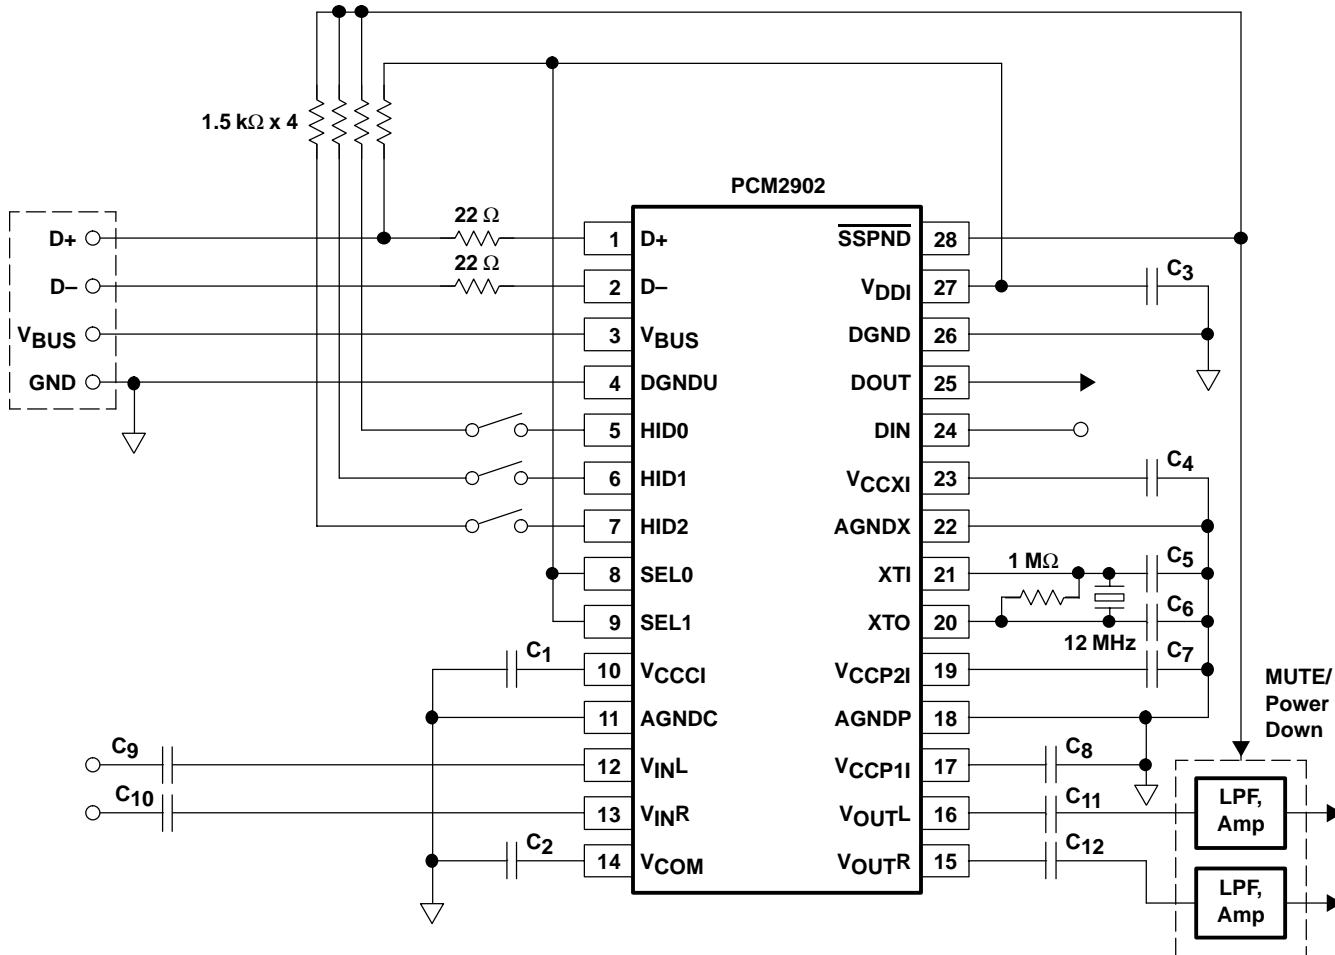 1.5 kΩ x 4
PCM2902
D+
D–
VBUS
GND
22 Ω
22 Ω
1 D+
2 D–
3 VBUS
4 DGNDU
5 HID0
6 HID1
7 HID2
8 SEL0
9 SEL1
10 VCCCI
11 AGNDC
12 VINL
13 VINR
14 VCOM
SSPND 28
VDDI 27
DGND 26
DOUT 25
DIN 24
VCCXI 23
AGNDX 22
XTI 21
XTO 20
VCCP2I 19
AGNDP 18
VCCP1I 17
VOUTL 16
VOUTR 15
C1
C9
C10
C2
C3
C4
1 MΩ
C5
C6
12 MHz
C7
C8
C11
C12
MUTE/
Power
Down
LPF,
Amp
LPF,
Amp